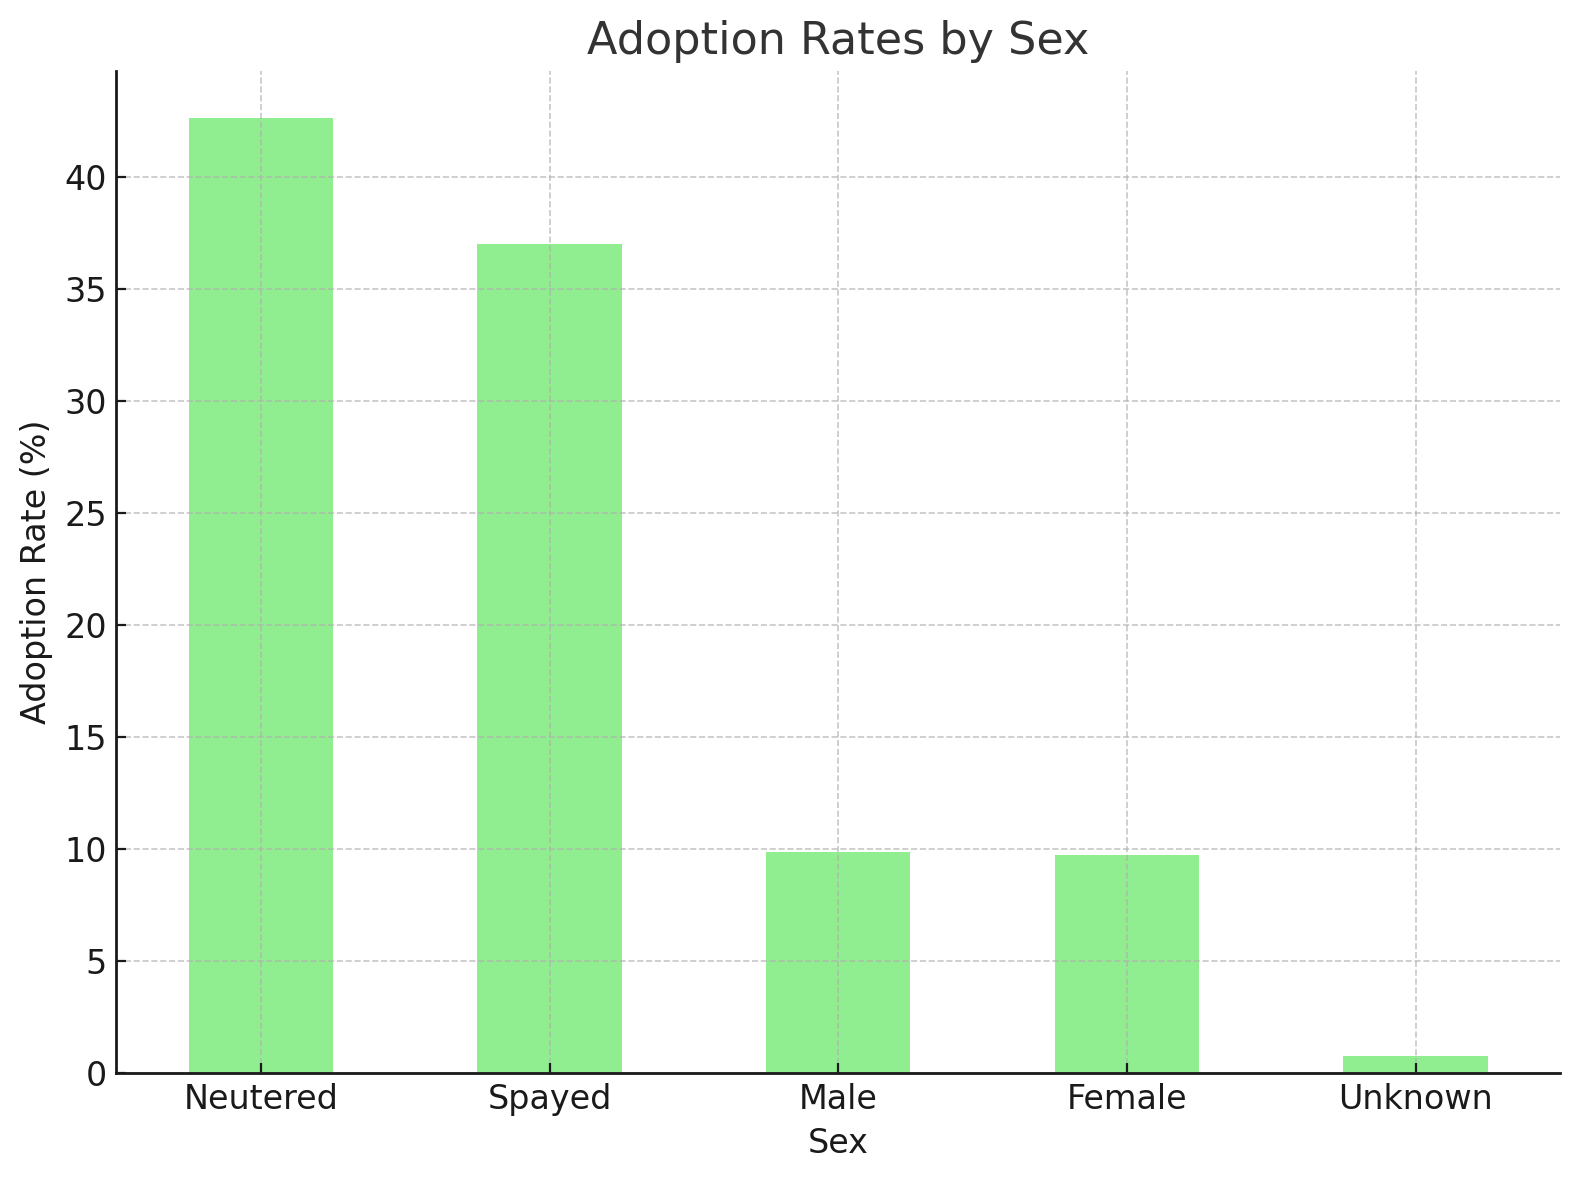 Adoption Rates by Sex
Adoption Rate (%)
40
35
30
25
20
15
10
5
0
Neutered Spayed Male Female Unknown
Sex